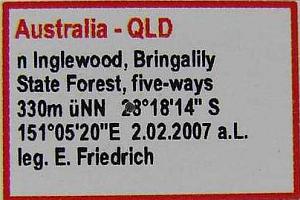 Australia - QLD
n Inglewood, Bringalily
State Forest, five-ways
330m üNN 28°18'14" S
151°05'20"E 2.02.2007 a.L.
leg. E. Friedrich